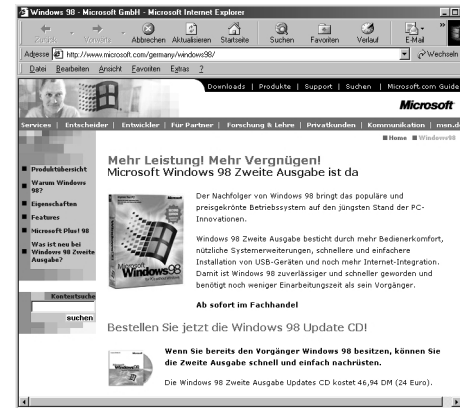 Windows 98 - Microsoft GmbH - Microsoft Internet Explorer
Zurück Vorwärts Abbrechen Aktualisieren Startseite Suchen Favoriten Verlauf E-Mail »
Adresse http://www.microsoft.com/germany/windows98/ Wechseln
Datei Bearbeiten Ansicht Favoriten Extras ?
Downloads | Produkte | Support | Suchen | Microsoft.com Guide
Microsoft
Services | Entscheider | Entwickler | Für Partner | Forschung & Lehre | Privatkunden | Kommunikation | msn.d
Home Windows98
Produktübersicht
Warum Windows
98?
Eigenschaften
Features
Microsoft Plus! 98
Was ist neu bei
Windows 98 Zweite
Ausgabe?
Kontextsuche
suchen
Mehr Leistung! Mehr Vergnügen!
Microsoft Windows 98 Zweite Ausgabe ist da
Microsoft
Windows98
Der Nachfolger von Windows 98 bringt das populäre und
preisgekrönte Betriebssystem auf den jüngsten Stand der PC-
Innovationen.
Windows 98 Zweite Ausgabe besticht durch mehr Bedienerkomfort,
nützliche Systemerweiterungen, schnellere und einfachere
Installation von USB-Geräten und noch mehr Internet-Integration.
Damit ist Windows 98 zuverlässiger und schneller geworden und
benötigt noch weniger Einarbeitungszeit als sein Vorgänger.
Ab sofort im Fachhandel
Bestellen Sie jetzt die Windows 98 Update CD!
Wenn Sie bereits den Vorgänger Windows 98 besitzen, können Sie
die Zweite Ausgabe schnell und einfach nachrüsten.
Die Windows 98 Zweite Ausgabe Updates CD kostet 46,94 DM (24 Euro).